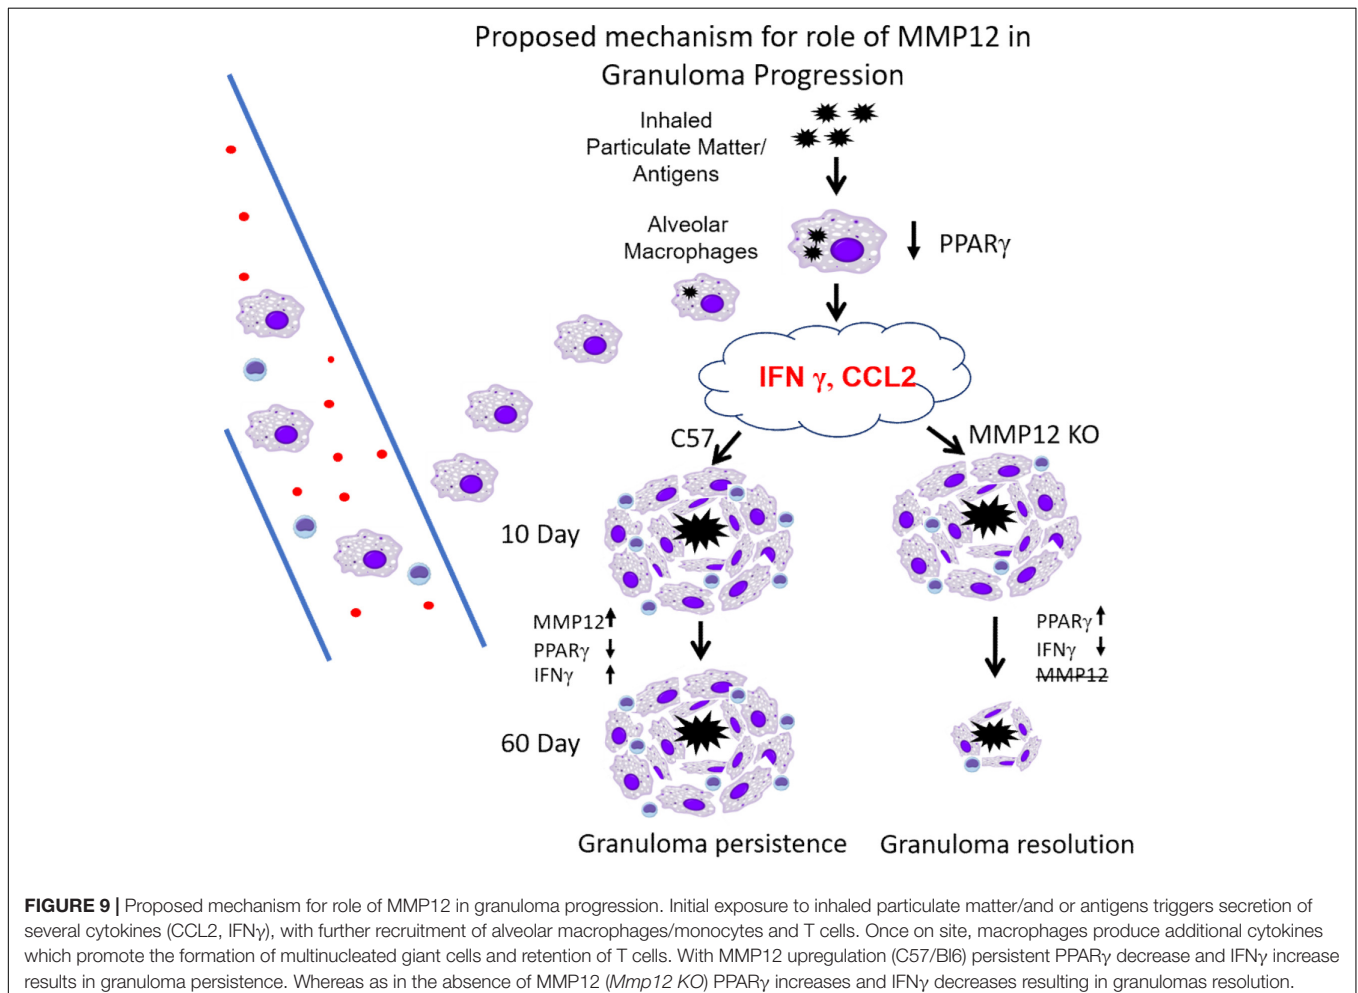 Proposed mechanism for role of MMP12 in
Granuloma Progression
Inhaled
Particulate Matter/
Antigens
Alveolar
Macrophages
PPARγ
IFN γ, CCL2
C57
MMP12 KO
10 Day
MMP12
PPARγ
IFNγ
PPARγ
IFNγ
MMP12
60 Day
Granuloma persistence
Granuloma resolution
FIGURE 9 | Proposed mechanism for role of MMP12 in granuloma progression. Initial exposure to inhaled particulate matter/and or antigens triggers secretion of
several cytokines (CCL2, IFNγ), with further recruitment of alveolar macrophages/monocytes and T cells. Once on site, macrophages produce additional cytokines
which promote the formation of multinucleated giant cells and retention of T cells. With MMP12 upregulation (C57/Bl6) persistent PPARγ decrease and IFNγ increase
results in granuloma persistence. Whereas as in the absence of MMP12 (Mmp12 KO) PPARγ increases and IFNγ decreases resulting in granulomas resolution.